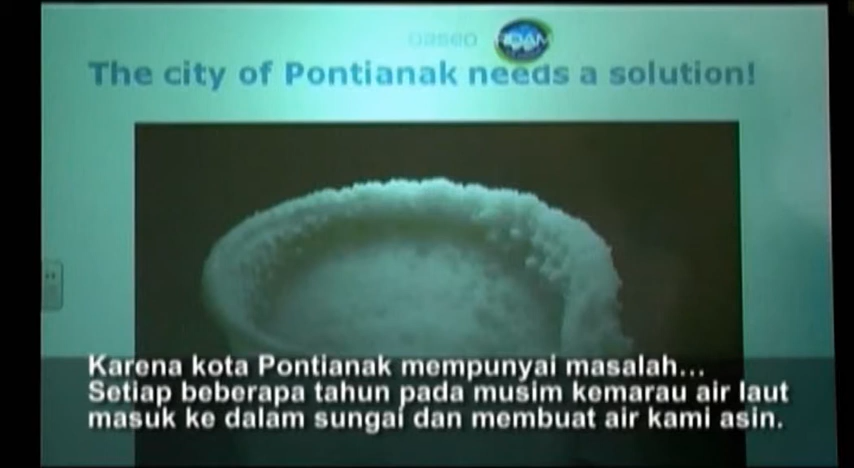 PDAM
The city of Pontianak needs a solution!
Karena kota Pontianak mempunyai masalah...
Setiap beberapa tahun pada musim kemarau air laut
masuk ke dalam sungai dan membuat air kami asin.